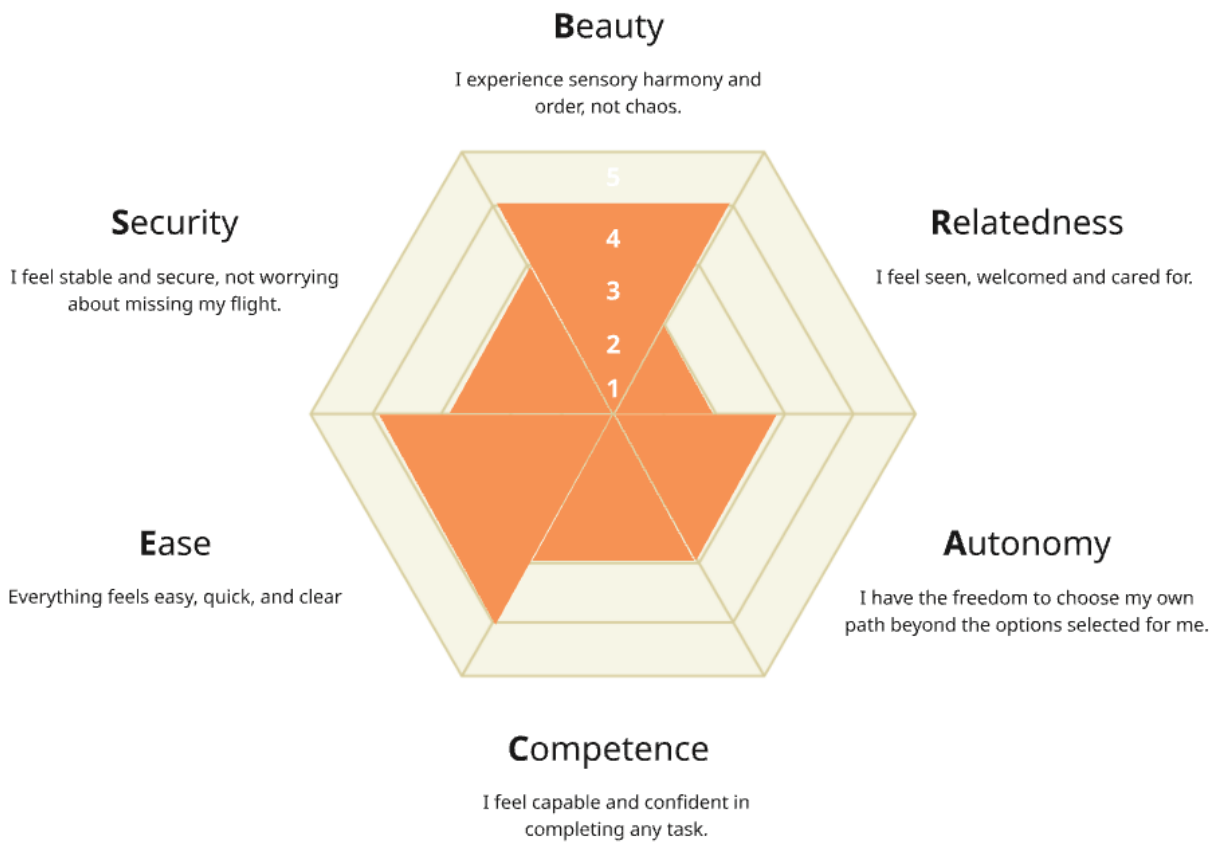 Beauty
I experience sensory harmony and
order, not chaos.
5
4
3
2
1
Security
I feel stable and secure, not worrying
about missing my flight.
Relatedness
I feel seen, welcomed and cared for.
Ease
Everything feels easy, quick, and clear
Autonomy
I have the freedom to choose my own
path beyond the options selected for me.
Competence
I feel capable and confident in
completing any task.